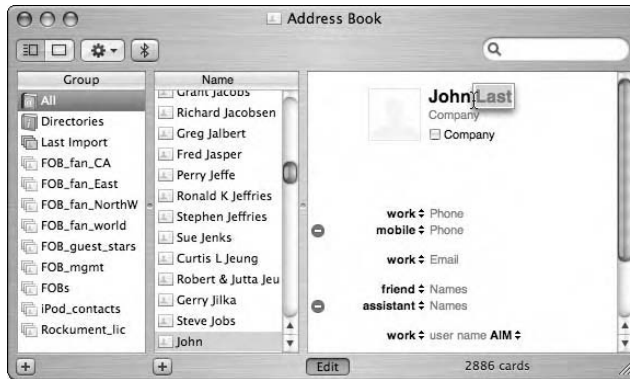 Address Book
Group
All
Directories
Last Import
FOB_fan_CA
FOB_fan_East
FOB_fan_NorthW
FOB_fan_world
FOB_guest_stars
FOB_mgmt
FOBs
iPod_contacts
Rockument_lic
Name
Grant Jacobs
Richard Jacobsen
Greg Jalbert
Fred Jasper
Perry Jeffe
Ronald K Jeffries
Stephen Jeffries
Sue Jenks
Curtis L Jeung
Robert & Jutta Jeu
Gerry Jilka
Steve Jobs
John
John Last
Company
Company
work Phone
mobile Phone
work Email
friend Names
assistant Names
work user name AIM
Edit
2886 cards